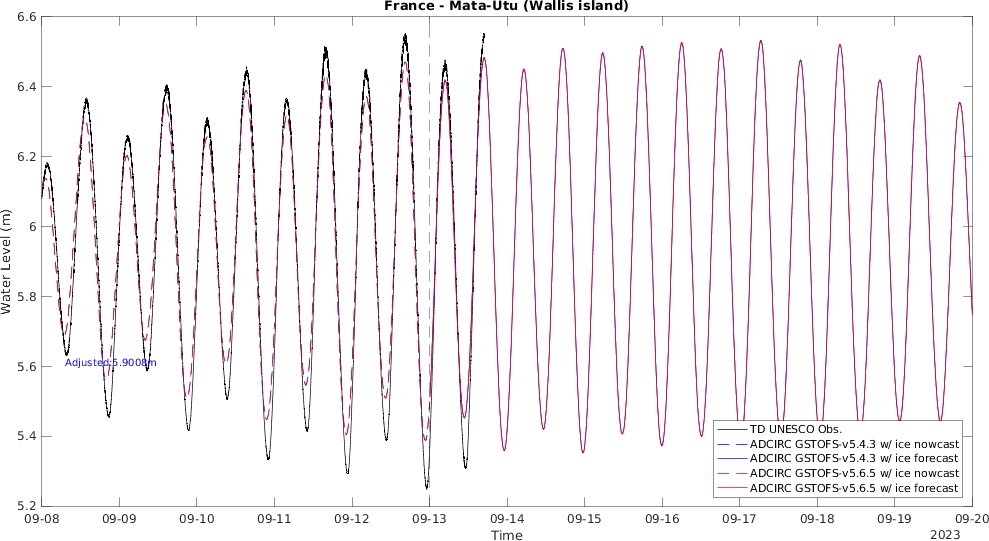 France - Mata-Utu (Wallis island)
6.6
6.4
6.2
6
5.8
5.6
5.4
5.2
Water Level (m)
Adjusted:5.9008m
TD UNESCO Obs.
ADCIRC GSTOFS-v5.4.3 w/ ice nowcast
ADCIRC GSTOFS-v5.4.3 w/ ice forecast
ADCIRC GSTOFS-v5.6.5 w/ ice nowcast
ADCIRC GSTOFS-v5.6.5 w/ ice forecast
09-08 09-09 09-10 09-11 09-12 09-13 09-14 09-15 09-16 09-17 09-18 09-19 09-20
Time
2023